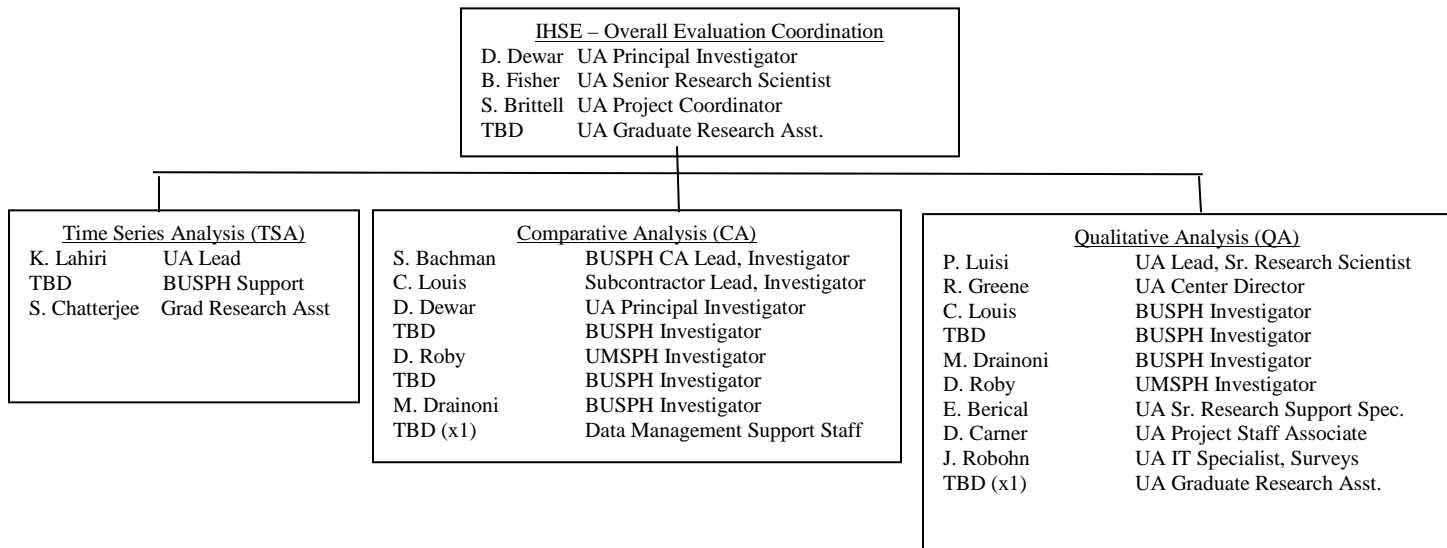 IHSE – Overall Evaluation Coordination
D. Dewar UA Principal Investigator
B. Fisher UA Senior Research Scientist
S. Brittell UA Project Coordinator
TBD UA Graduate Research Asst.
Time Series Analysis (TSA)
K. Lahiri UA Lead
TBD BUSPH Support
S. Chatterjee Grad Research Asst
Comparative Analysis (CA)
S. Bachman BUSPH CA Lead, Investigator
C. Louis Subcontractor Lead, Investigator
D. Dewar UA Principal Investigator
TBD BUSPH Investigator
D. Roby UMSPH Investigator
TBD BUSPH Investigator
M. Drainoni BUSPH Investigator
TBD (x1) Data Management Support Staff
Qualitative Analysis (QA)
P. Luisi UA Lead, Sr. Research Scientist
R. Greene UA Center Director
C. Louis BUSPH Investigator
TBD BUSPH Investigator
M. Drainoni BUSPH Investigator
D. Roby UMSPH Investigator
E. Berical UA Sr. Research Support Spec.
D. Carner UA Project Staff Associate
J. Robohn UA IT Specialist, Surveys
TBD (x1) UA Graduate Research Asst.